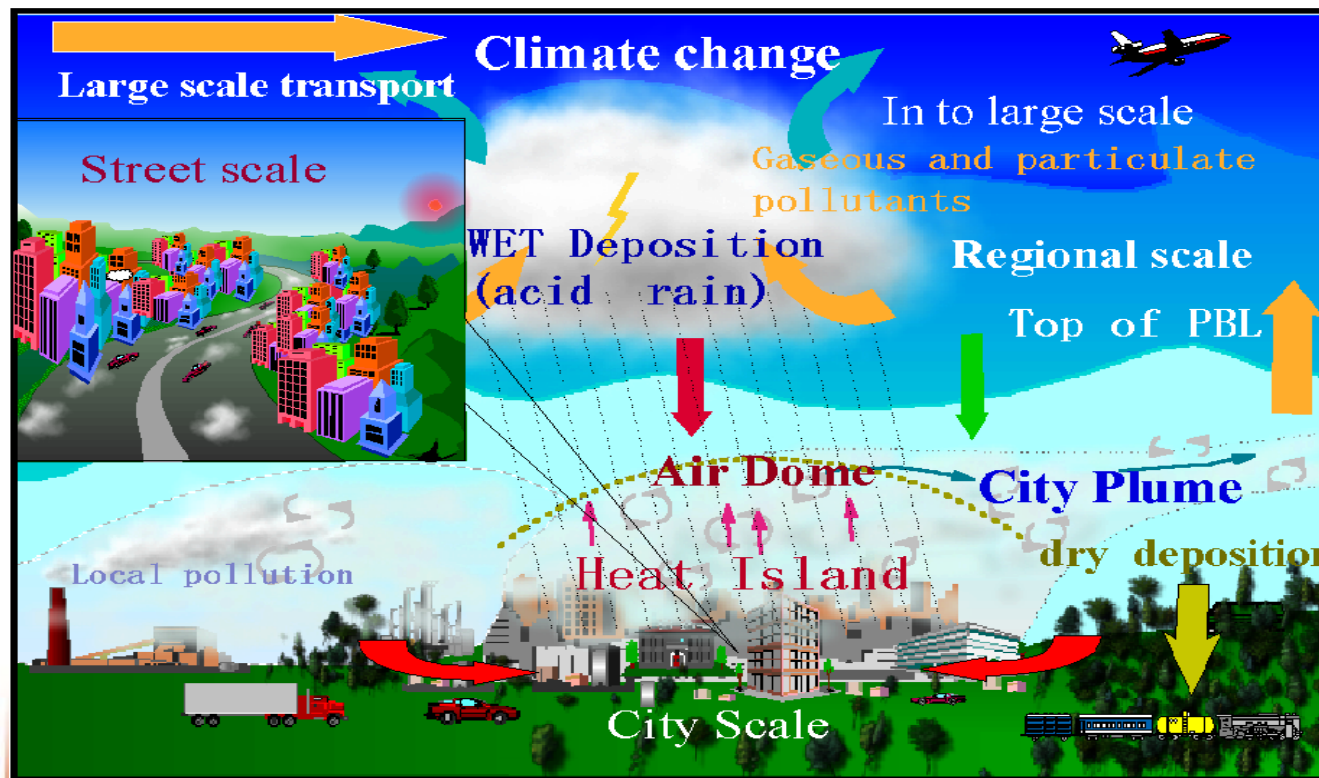 Climate change
Large scale transport
In to large scale
Gaseous and particulate
pollutants
Street scale
WET Deposition
(acid rain)
Regional scale
Top of PBL
Air Dome
City Plume
dry deposition
Local pollution
Heat Island
City Scale